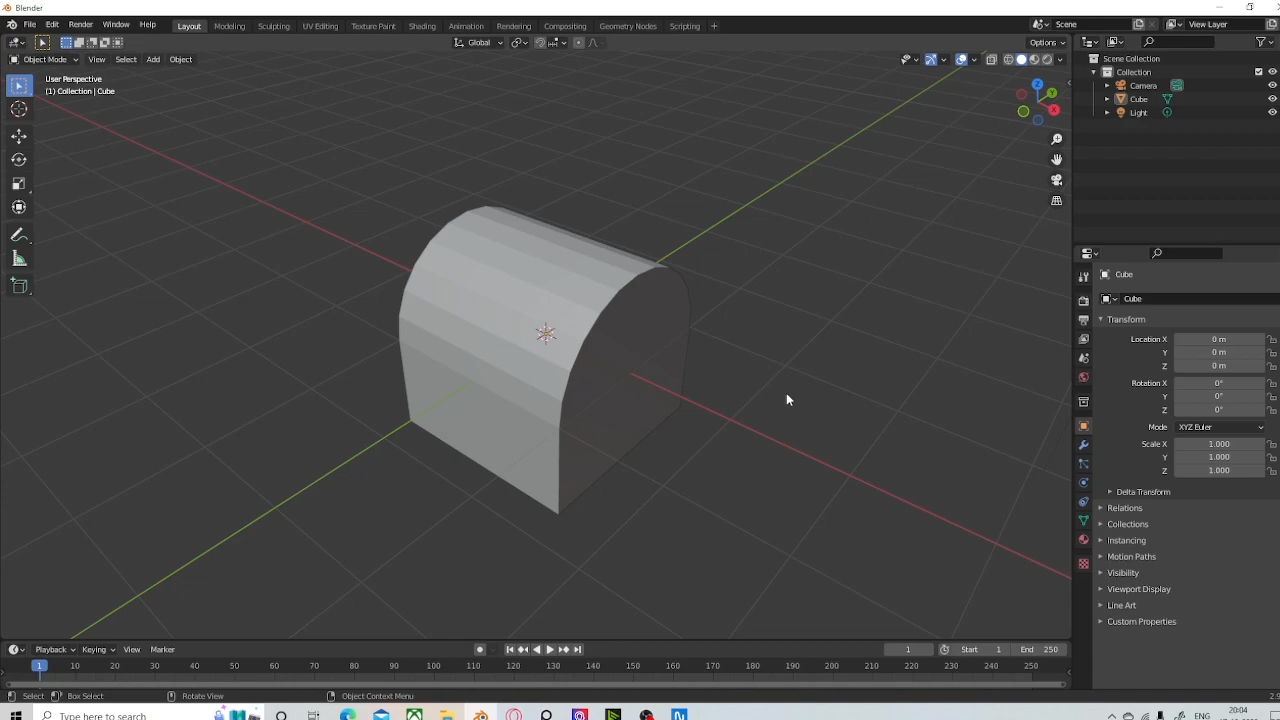 Blender
File Edit Render Window Help Layout Modeling Sculpting UV Editing Texture Paint Shading Animation Rendering Compositing Geometry Nodes Scripting + Scene View Layer
Global Options
Object Mode View Select Add Object
User Perspective
(1) Collection | Cube
Z
Y
X
Scene Collection
Collection
Camera
Cube
Light
Cube
Cube
Transform
Location X 0 m
Y 0 m
Z 0 m
Rotation X 0°
Y 0°
Z 0°
Mode XYZ Euler
Scale X 1.000
Y 1.000
Z 1.000
Delta Transform
Relations
Collections
Instancing
Motion Paths
Visibility
Viewport Display
Line Art
Custom Properties
Playback Keying View Marker 1 Start 1 End 250
1 10 20 30 40 50 60 70 80 90 100 110 120 130 140 150 160 170 180 190 200 210 220 230 240 250
Select Box Select Rotate View Object Context Menu
Type here to search
ENG
20:04